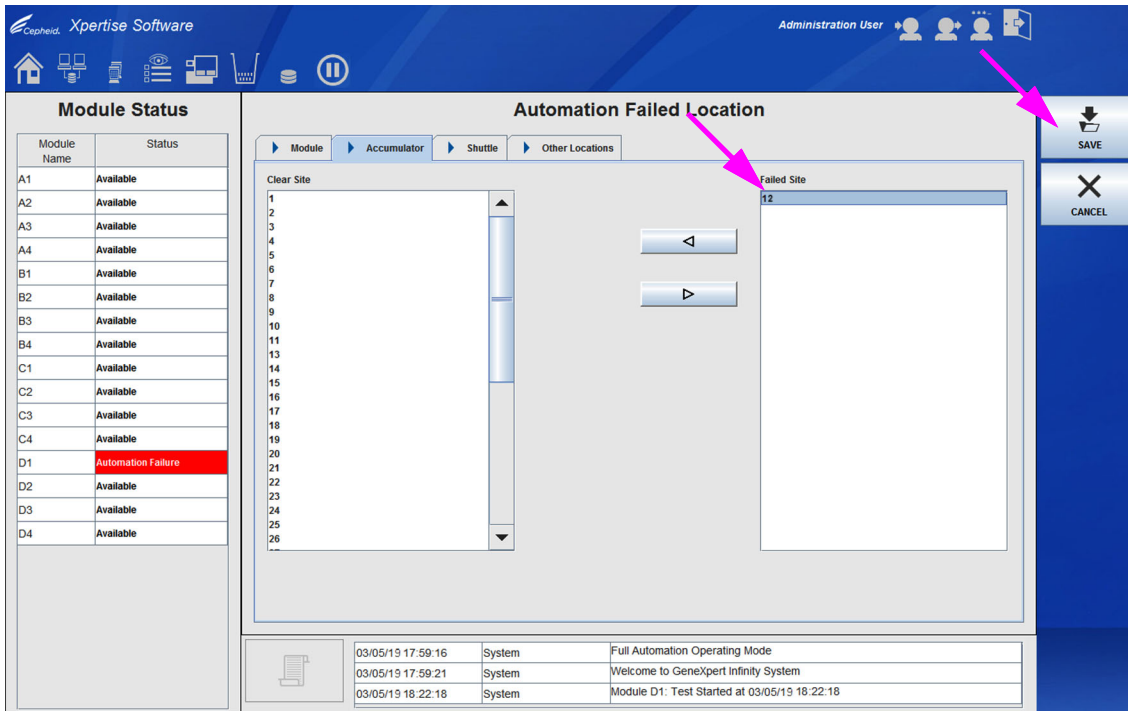 Cepheid. Xpertise Software
Administration User
Module Status
Module Name Status
A1 Available
A2 Available
A3 Available
A4 Available
B1 Available
B2 Available
B3 Available
B4 Available
C1 Available
C2 Available
C3 Available
C4 Available
D1 Automation Failure
D2 Available
D3 Available
D4 Available
Automation Failed Location
Module Accumulator Shuttle Other Locations
Clear Site
1
2
3
4
5
6
7
8
9
10
11
13
14
15
16
17
18
19
20
21
22
23
24
25
26
Failed Site
12
SAVE
CANCEL
03/05/19 17:59:16 System Full Automation Operating Mode
03/05/19 17:59:21 System Welcome to GeneXpert Infinity System
03/05/19 18:22:18 System Module D1: Test Started at 03/05/19 18:22:18